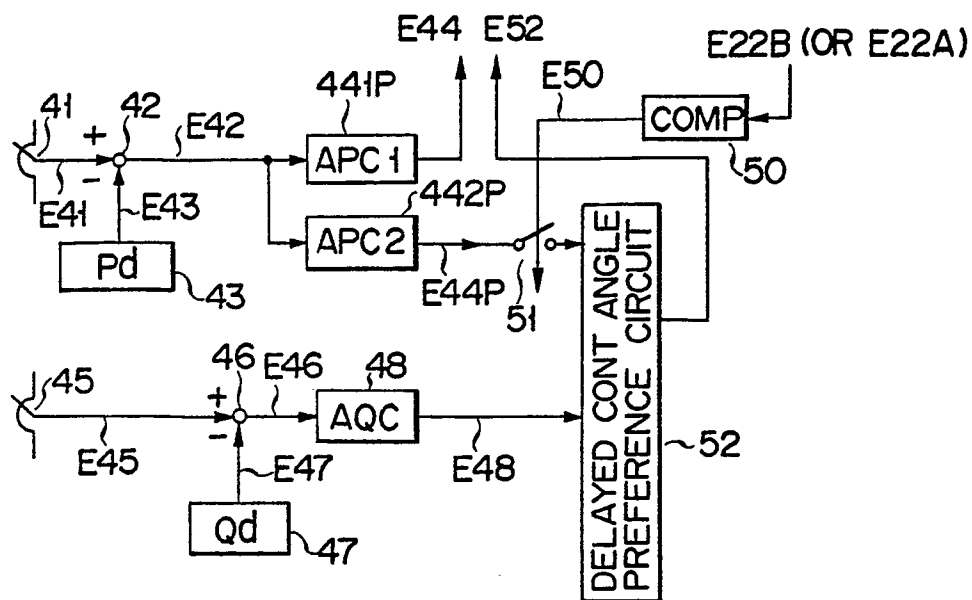 E44 E52
E22B (OR E22A)
E50
441P
COMP
50
41
+
42
E42
APC 1
-
E41
E43
442P
APC2
Pd
43
E44P
51
DELAYED CONT ANGLE
PREFERENCE CIRCUIT
52
45
46
E46
48
+
AQC
-
E45
E47
E48
Qd
47